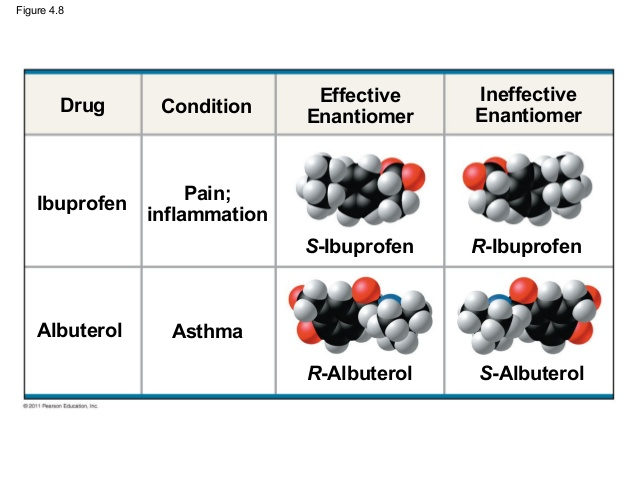 Figure 4.8
Drug
Condition
Effective
Enantiomer
Ineffective
Enantiomer
Ibuprofen
Pain;
inflammation
S-Ibuprofen
R-Ibuprofen
Albuterol
Asthma
R-Albuterol
S-Albuterol
© 2011 Pearson Education, Inc.